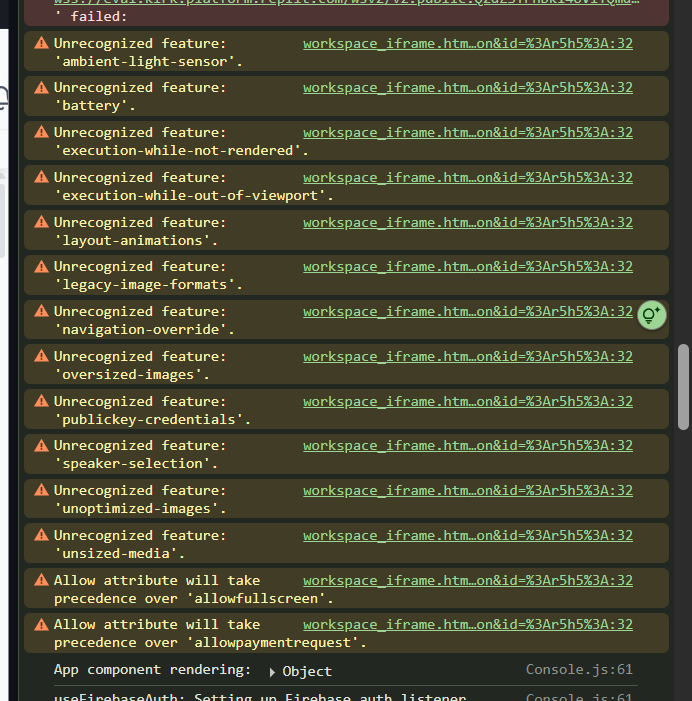 ' failed:
Unrecognized feature: workspace_iframe.htm…on&id=%3Ar5h5%3A:32
'ambient-light-sensor'.
Unrecognized feature: workspace_iframe.htm…on&id=%3Ar5h5%3A:32
'battery'.
Unrecognized feature: workspace_iframe.htm…on&id=%3Ar5h5%3A:32
'execution-while-not-rendered'.
Unrecognized feature: workspace_iframe.htm…on&id=%3Ar5h5%3A:32
'execution-while-out-of-viewport'.
Unrecognized feature: workspace_iframe.htm…on&id=%3Ar5h5%3A:32
'layout-animations'.
Unrecognized feature: workspace_iframe.htm…on&id=%3Ar5h5%3A:32
'legacy-image-formats'.
Unrecognized feature: workspace_iframe.htm…on&id=%3Ar5h5%3A:32
'navigation-override'.
Unrecognized feature: workspace_iframe.htm…on&id=%3Ar5h5%3A:32
'oversized-images'.
Unrecognized feature: workspace_iframe.htm…on&id=%3Ar5h5%3A:32
'publickey-credentials'.
Unrecognized feature: workspace_iframe.htm…on&id=%3Ar5h5%3A:32
'speaker-selection'.
Unrecognized feature: workspace_iframe.htm…on&id=%3Ar5h5%3A:32
'unoptimized-images'.
Unrecognized feature: workspace_iframe.htm…on&id=%3Ar5h5%3A:32
'unsized-media'.
Allow attribute will take workspace_iframe.htm…on&id=%3Ar5h5%3A:32
precedence over 'allowfullscreen'.
Allow attribute will take workspace_iframe.htm…on&id=%3Ar5h5%3A:32
precedence over 'allowpaymentrequest'.
App component rendering: ▶ Object Console.js:61
useFirebaseAuth: Setting up Firebase auth listener Console.js:61